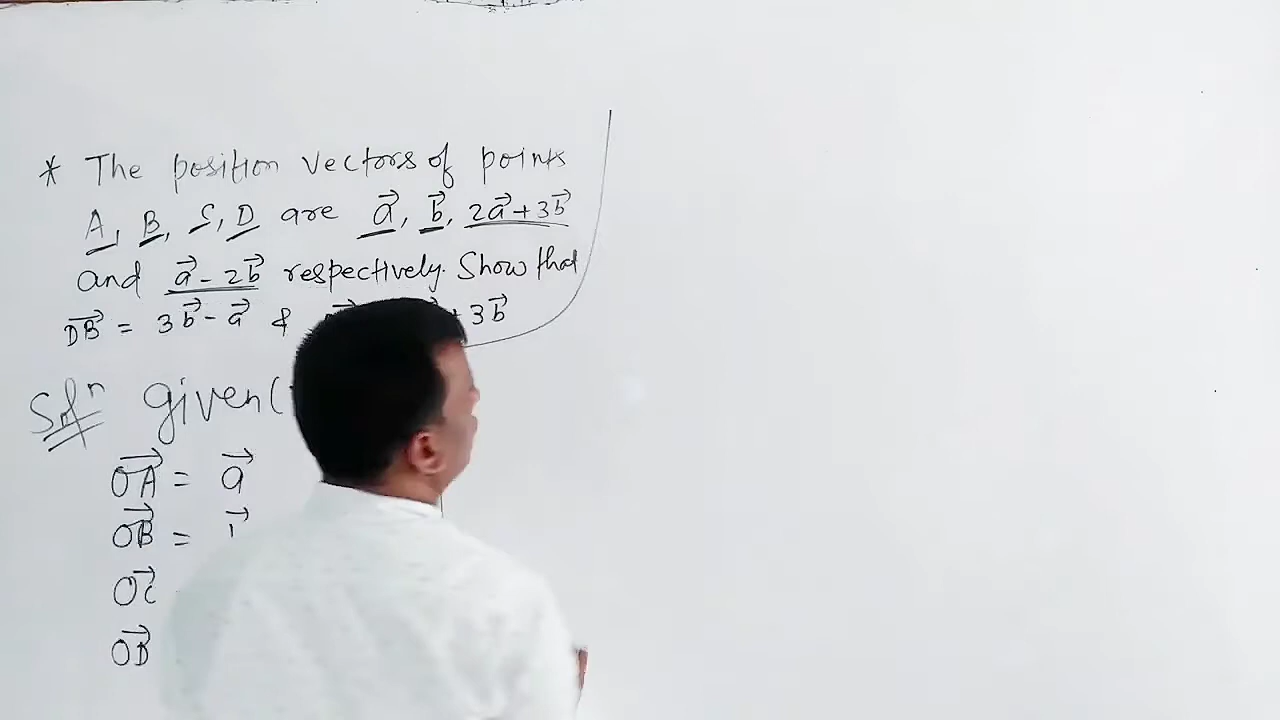 * The position vectors of points
A, B, C, D are a⃗, b⃗, 2a⃗+3b⃗
and a⃗-2b⃗ respectively. Show that
DB⃗ = 3b⃗-a⃗ & +3b⃗
Solⁿ given(
OA⃗ = a⃗
OB⃗ =
OC⃗
OD⃗